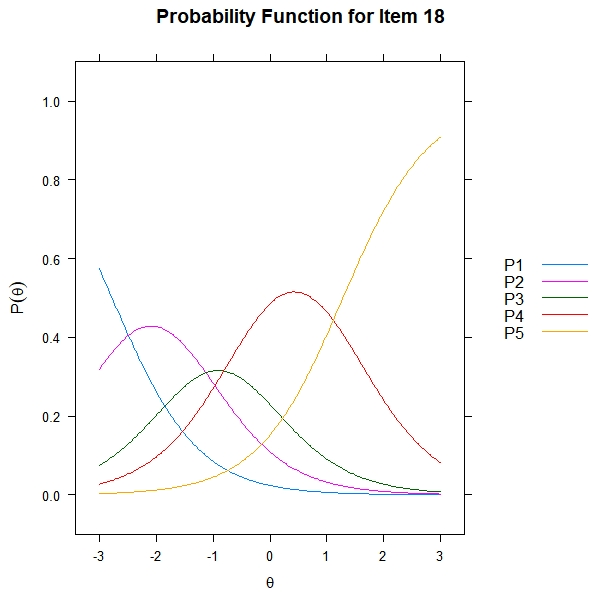 Probability Function for Item 18
P(θ)
1.0
0.8
0.6
0.4
0.2
0.0
-3 -2 -1 0 1 2 3
θ
P1
P2
P3
P4
P5